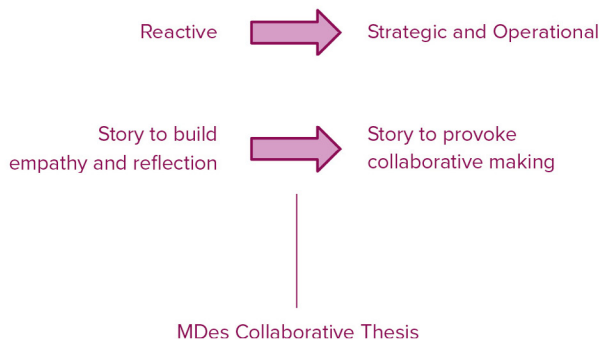 Reactive
Strategic and Operational
Story to build
empathy and reflection
Story to provoke
collaborative making
MDes Collaborative Thesis